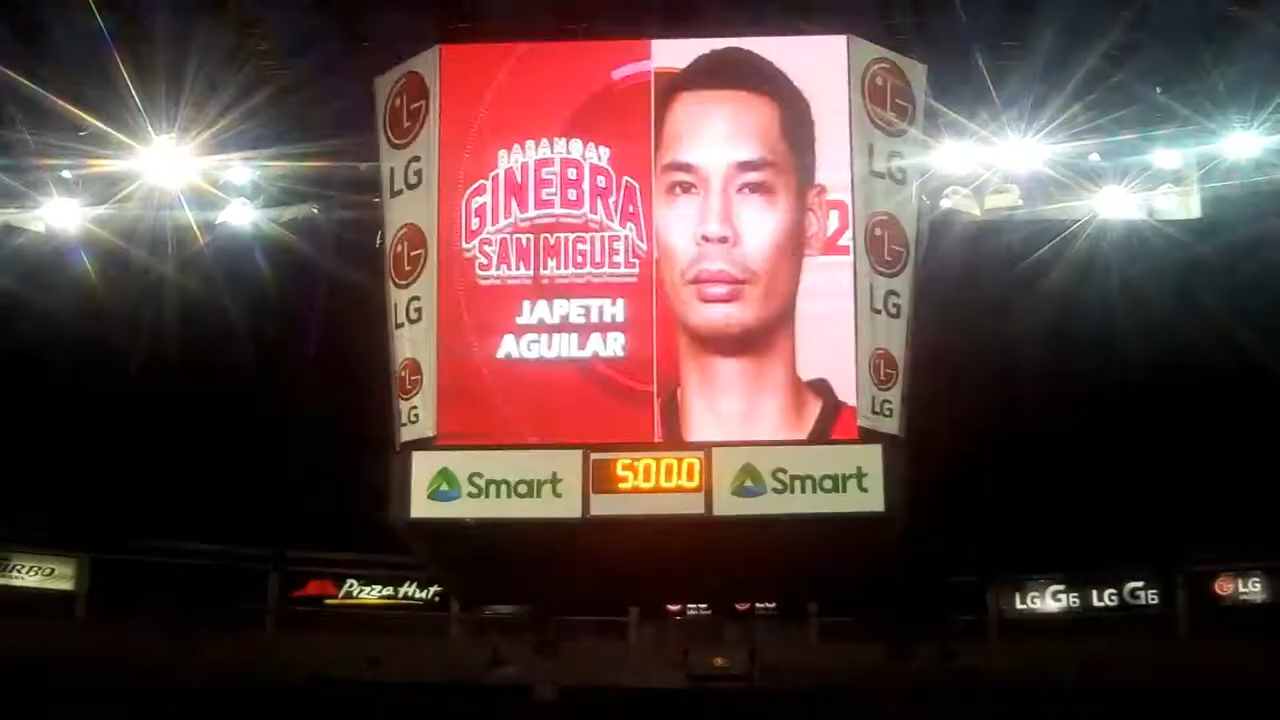 BARANGAY
GINEBRA
SAN MIGUEL
JAPETH
AGUILAR
2
LG
LG
LG
LG
LG
LG
Smart
5:00.0
Smart
Pizza Hut
LG G6 LG G6
LG